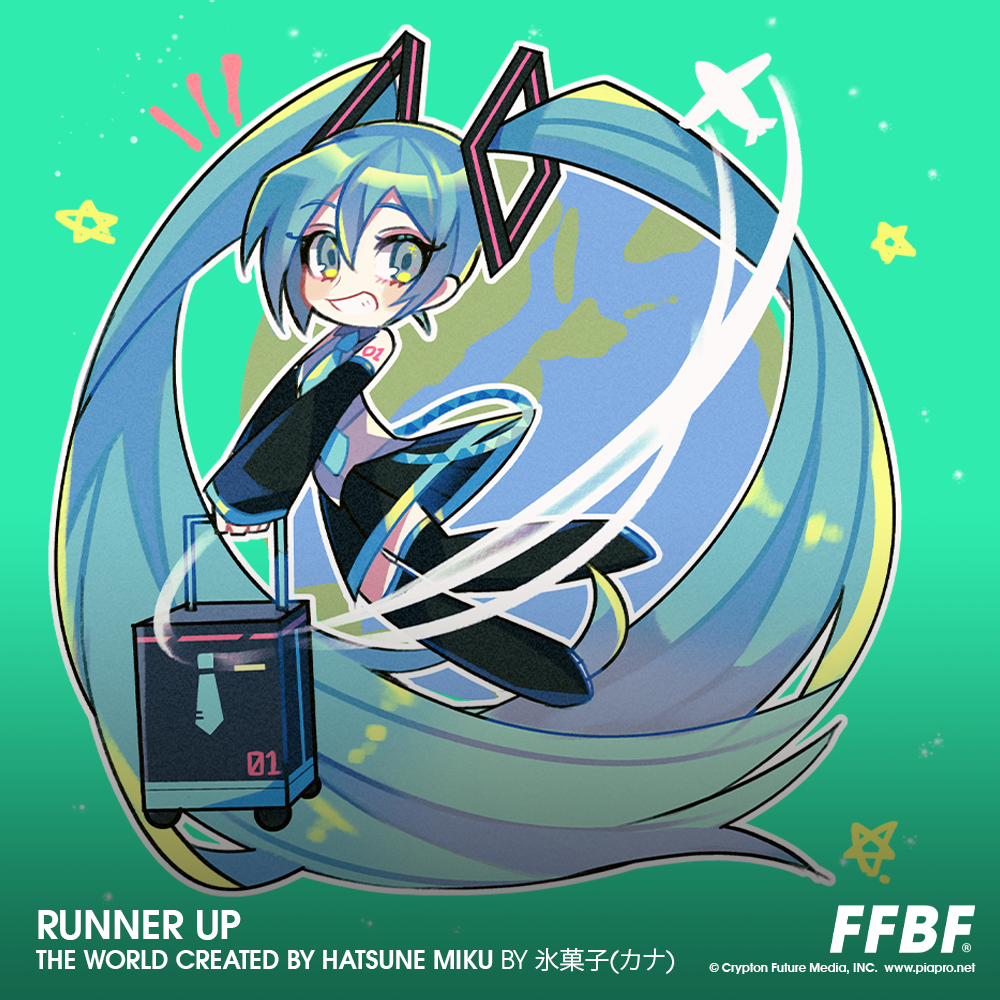 01
01
RUNNER UP
THE WORLD CREATED BY HATSUNE MIKU BY 氷菓子(カナ)
FFBF®
© Crypton Future Media, INC. www.piapro.net